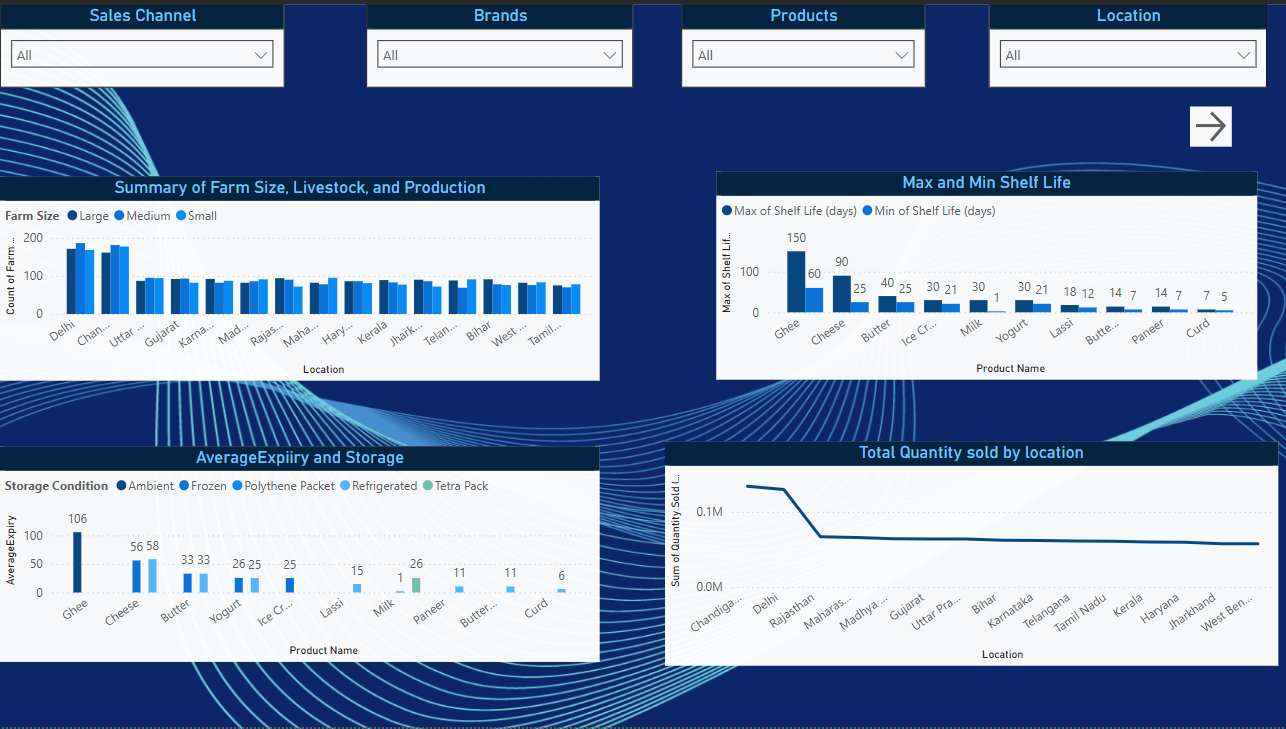 Sales Channel
All
Brands
All
Products
All
Location
All
Summary of Farm Size, Livestock, and Production
Farm Size Large Medium Small
Count of Farm ...
200
100
0
Delhi Chan... Uttar ... Gujarat Karna... Mad... Rajas... Maha... Hary... Kerala Jhark... Telan... Bihar West ... Tamil...
Location
Max and Min Shelf Life
Max of Shelf Life (days) Min of Shelf Life (days)
Max of Shelf Lif...
100
0
150 60 90 25 40 25 30 21 30 1 30 21 18 12 14 7 14 7 7 5
Ghee Cheese Butter Ice Cr... Milk Yogurt Lassi Butte... Paneer Curd
Product Name
AverageExpiiry and Storage
Storage Condition Ambient Frozen Polythene Packet Refrigerated Tetra Pack
AverageExpiry
100
50
0
106 56 58 33 33 26 25 25 15 1 26 11 11 6
Ghee Cheese Butter Yogurt Ice Cr... Lassi Milk Paneer Butter... Curd
Product Name
Total Quantity sold by location
Sum of Quantity Sold (...
0.1M
0.0M
Chandiga... Delhi Rajasthan Maharas... Madhya ... Gujarat Uttar Pra... Bihar Karnataka Telangana Tamil Nadu Kerala Haryana Jharkhand West Ben...
Location